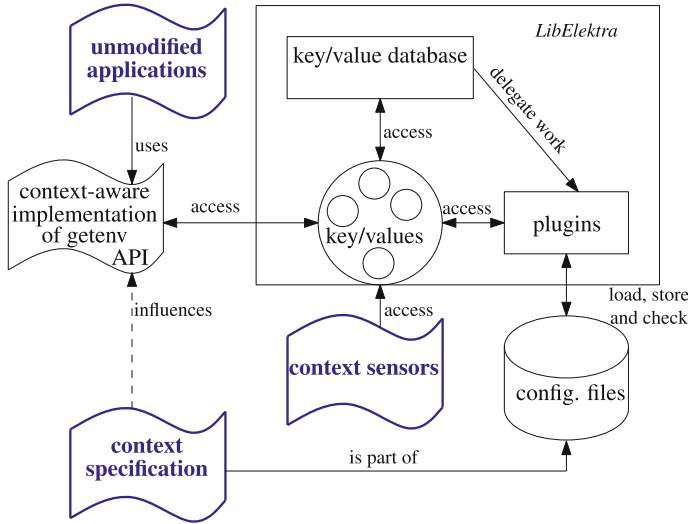 unmodified
applications
LibElektra
key/value database
delegate work
uses
access
context-aware
implementation
of getenv
API
access
key/values
access
plugins
influences
access
load, store
and check
context sensors
config. files
context
specification
is part of